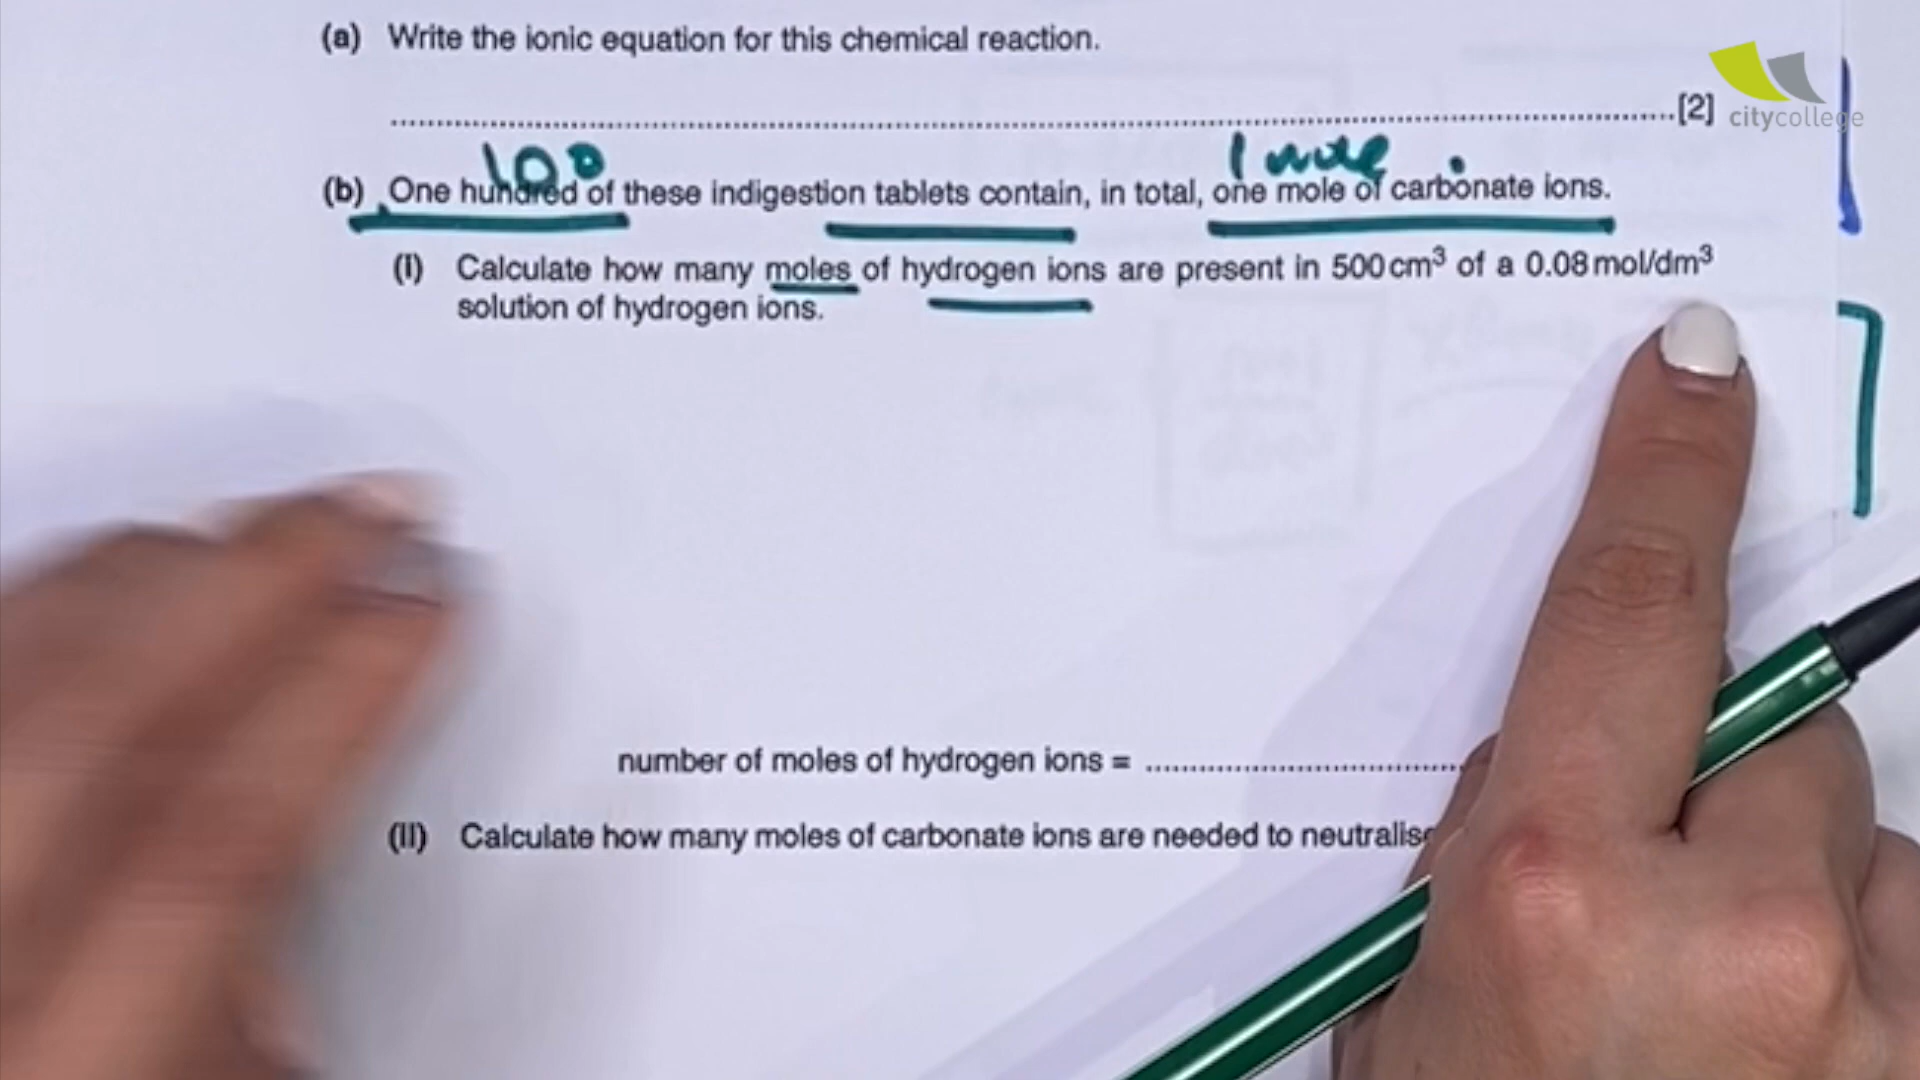 (a) Write the ionic equation for this chemical reaction.
[2]
citycollege
100
1 mole
(b) One hundred of these indigestion tablets contain, in total, one mole of carbonate ions.
(i) Calculate how many moles of hydrogen ions are present in 500 cm³ of a 0.08 mol/dm³
solution of hydrogen ions.
number of moles of hydrogen ions =
(ii) Calculate how many moles of carbonate ions are needed to neutralise